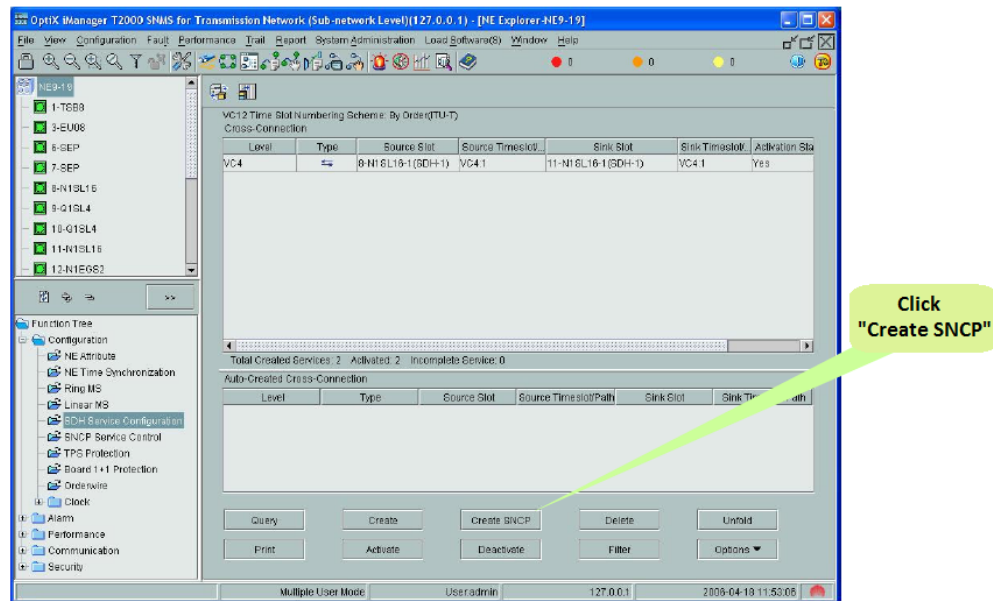 OptiX iManager T2000 SNMS for Transmission Network (Sub-network Level)(127.0.0.1) - [NE Explorer-NE9-19]
File View Configuration Fault Performance Trail Report System Administration Load Software(S) Window Help
0 0 0
NE9-19
1-TSB8
3-EU08
6-SEP
7-SEP
8-N1SL16
9-Q1SL4
10-Q1SL4
11-N1SL16
12-N1EGS2
>>
Function Tree
Configuration
NE Attribute
NE Time Synchronization
Ring MS
Linear MS
SDH Service Configuration
SNCP Service Control
TPS Protection
Board 1+1 Protection
Orderwire
Clock
Alarm
Performance
Communication
Security
VC12 Time Slot Numbering Scheme: By Order(ITU-T)
Cross-Connection
Level Type Source Slot Source Timeslot/... Sink Slot Sink Timeslot/... Activation Sta
VC4 8-N1SL16-1(SDH-1) VC4:1 11-N1SL16-1(SDH-1) VC4:1 Yes
Total Created Services: 2 Activated: 2 Incomplete Service: 0
Auto-Created Cross-Connection
Level Type Source Slot Source Timeslot/Path Sink Slot
Query Create Create SNCP Delete Unfold
Print Activate Deactivate Filter Options
Multiple User Mode User:admin 127.0.0.1 2006-04-18 11:53:06
Click
"Create SNCP"